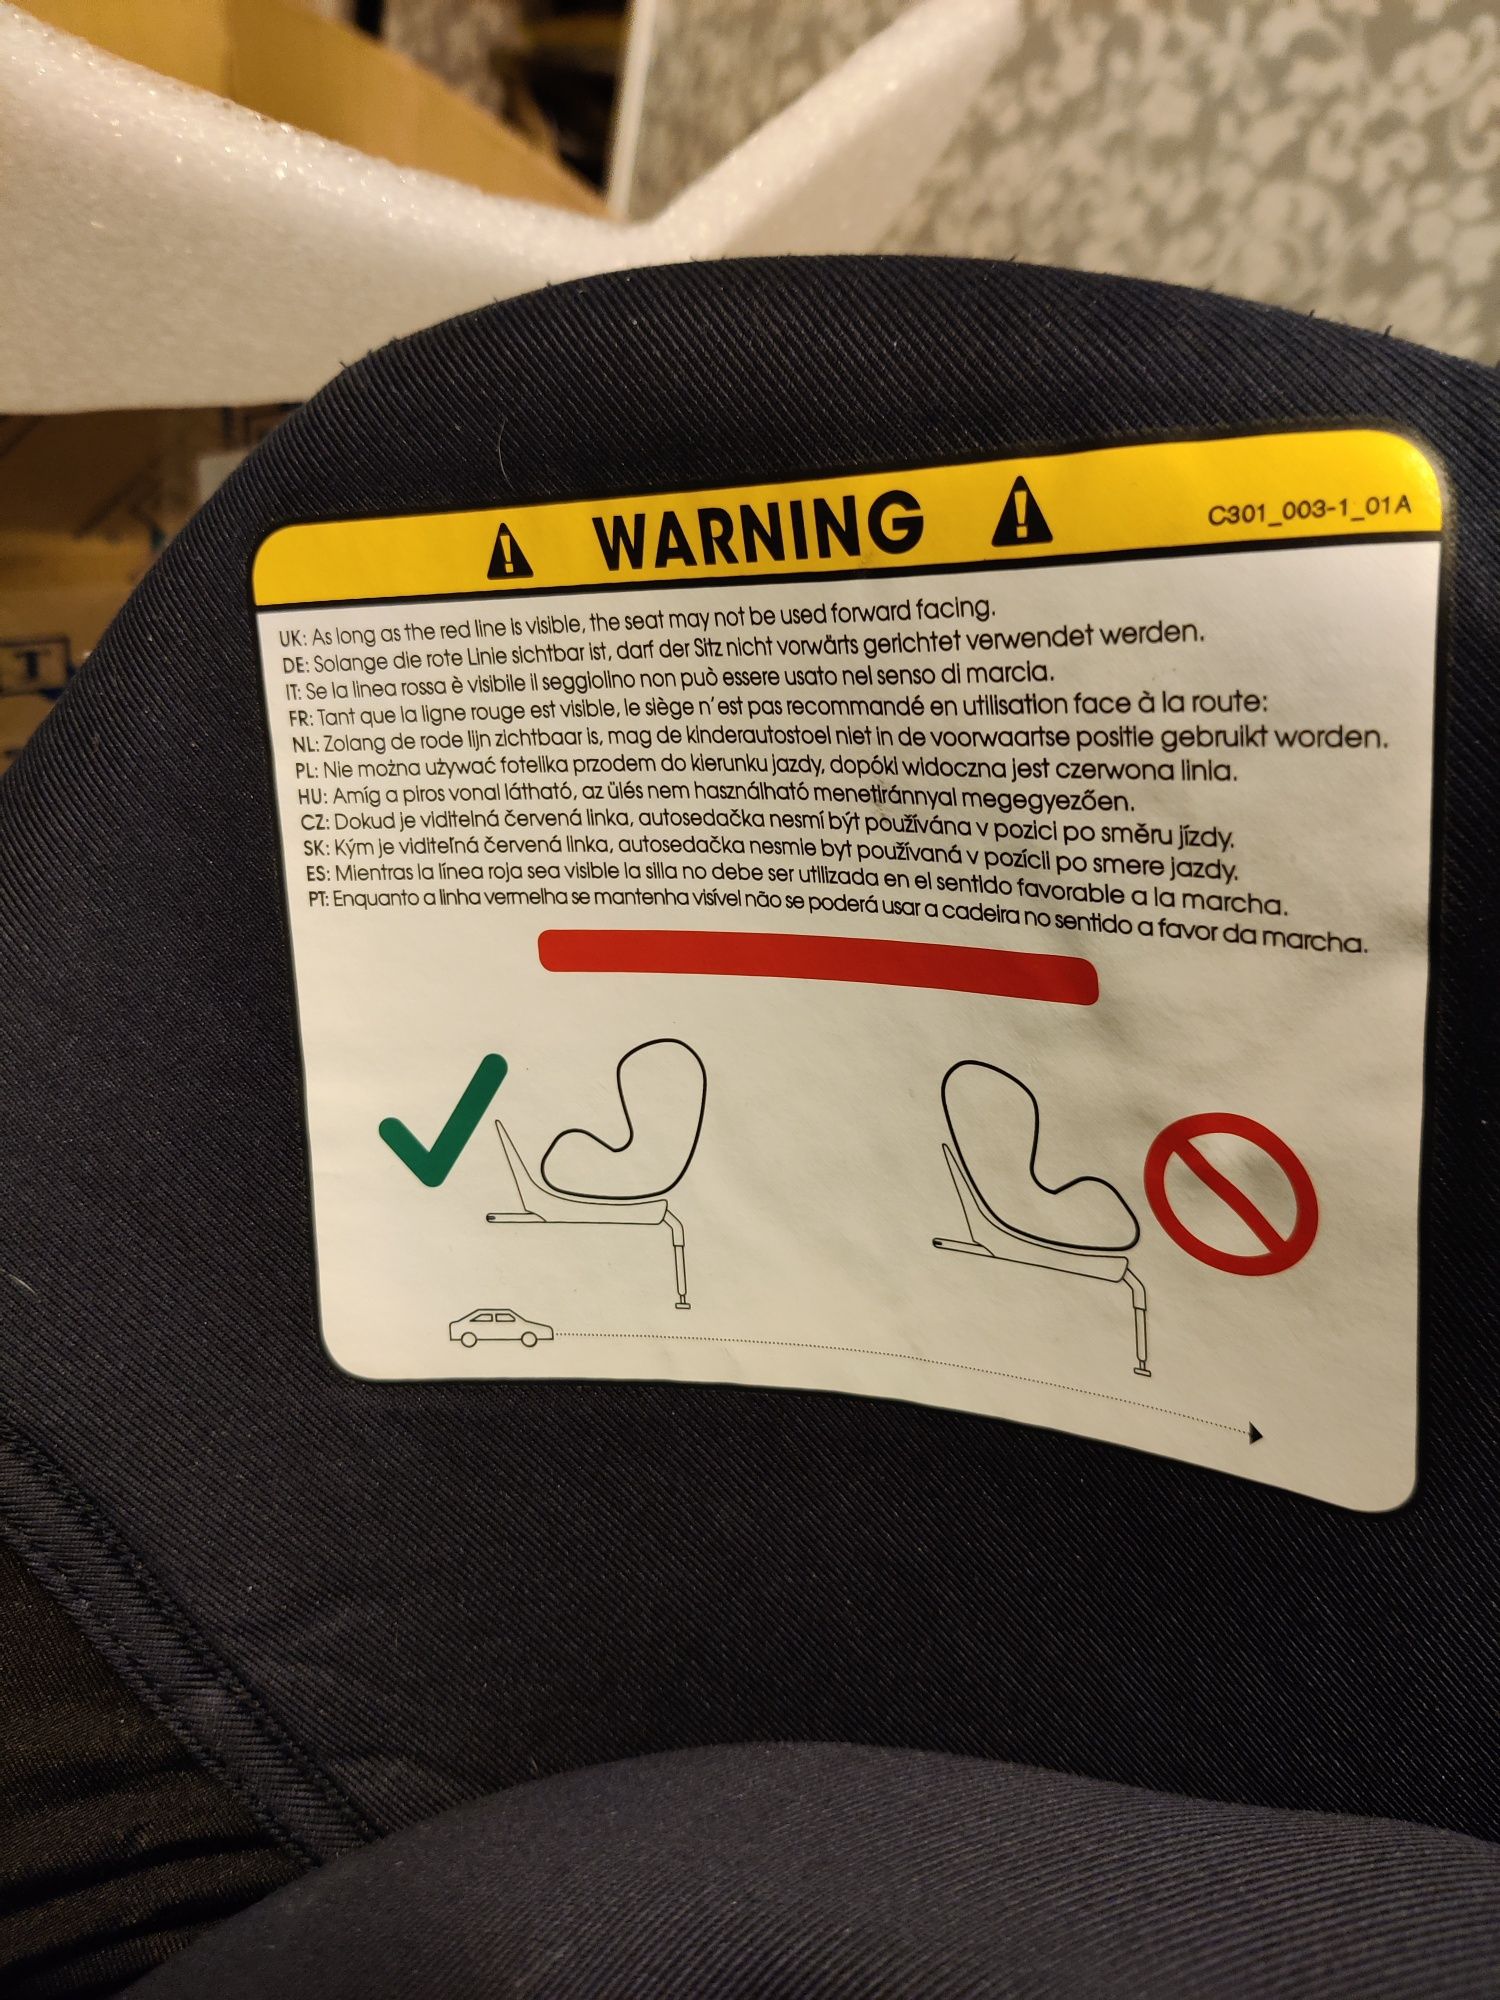 WARNING
C301_003-1_01A
UK: As long as the red line is visible, the seat may not be used forward facing.
DE: Solange die rote Linie sichtbar ist, darf der Sitz nicht vorwärts gerichtet verwendet werden.
IT: Se la linea rossa è visibile il seggiolino non può essere usato nel senso di marcia.
FR: Tant que la ligne rouge est visible, le siège n'est pas recommandé en utilisation face à la route:
NL: Zolang de rode lijn zichtbaar is, mag de kinderautostoel niet in de voorwaartse positie gebruikt worden.
PL: Nie można używać fotelika przodem do kierunku jazdy, dopóki widoczna jest czerwona linia.
HU: Amíg a piros vonal látható, az ülés nem használható menetiránnyal megegyezően.
CZ: Dokud je viditelná červená linka, autosedačka nesmí být používána v pozici po směru jízdy.
SK: Kým je viditeľná červená linka, autosedačka nesmie byt používaná v pozícii po smere jazdy.
ES: Mientras la línea roja sea visible la silla no debe ser utilizada en el sentido favorable a la marcha.
PT: Enquanto a linha vermelha se mantenha visível não se poderá usar a cadeira no sentido a favor da marcha.
T